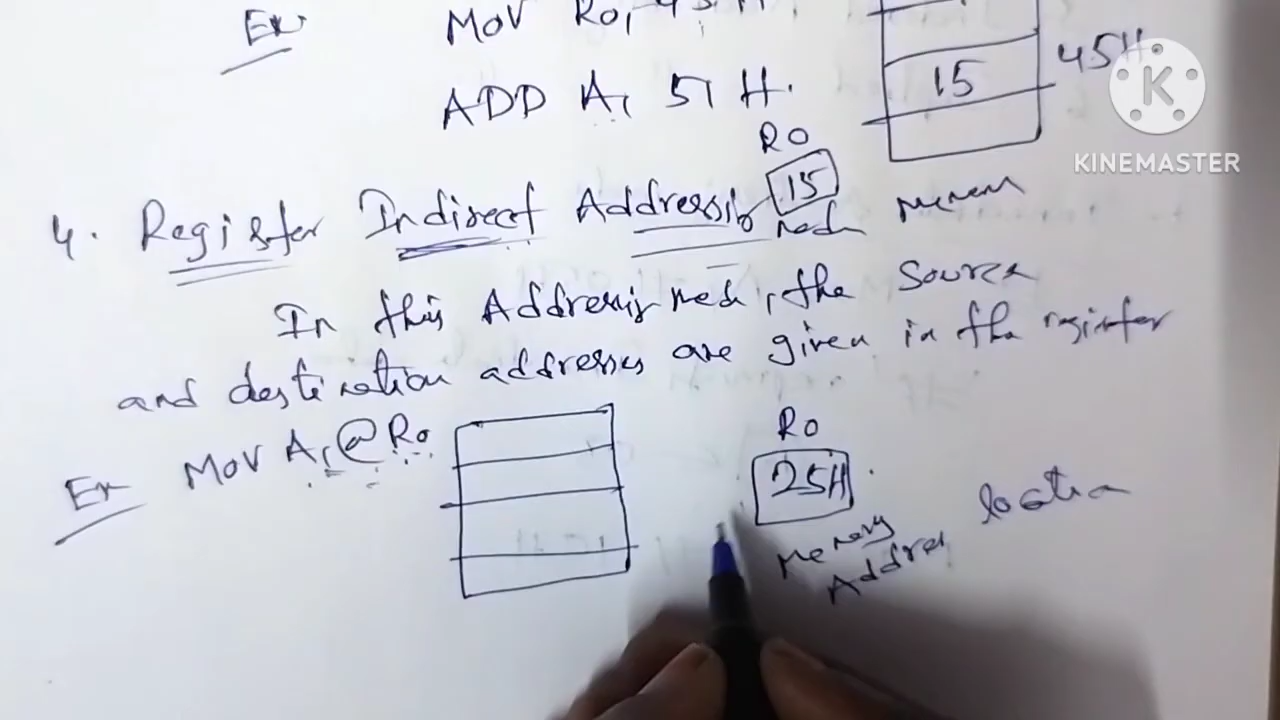 Ex MOV R0, 45H
ADD A, 51 H.
15 45H
R0
15
4. Register Indirect Addressing mode
In this Addressing mode, the source
and destination addresses are given in the register
Ex MOV A, @R0
R0
25H
Memory Address location
K
KINEMASTER